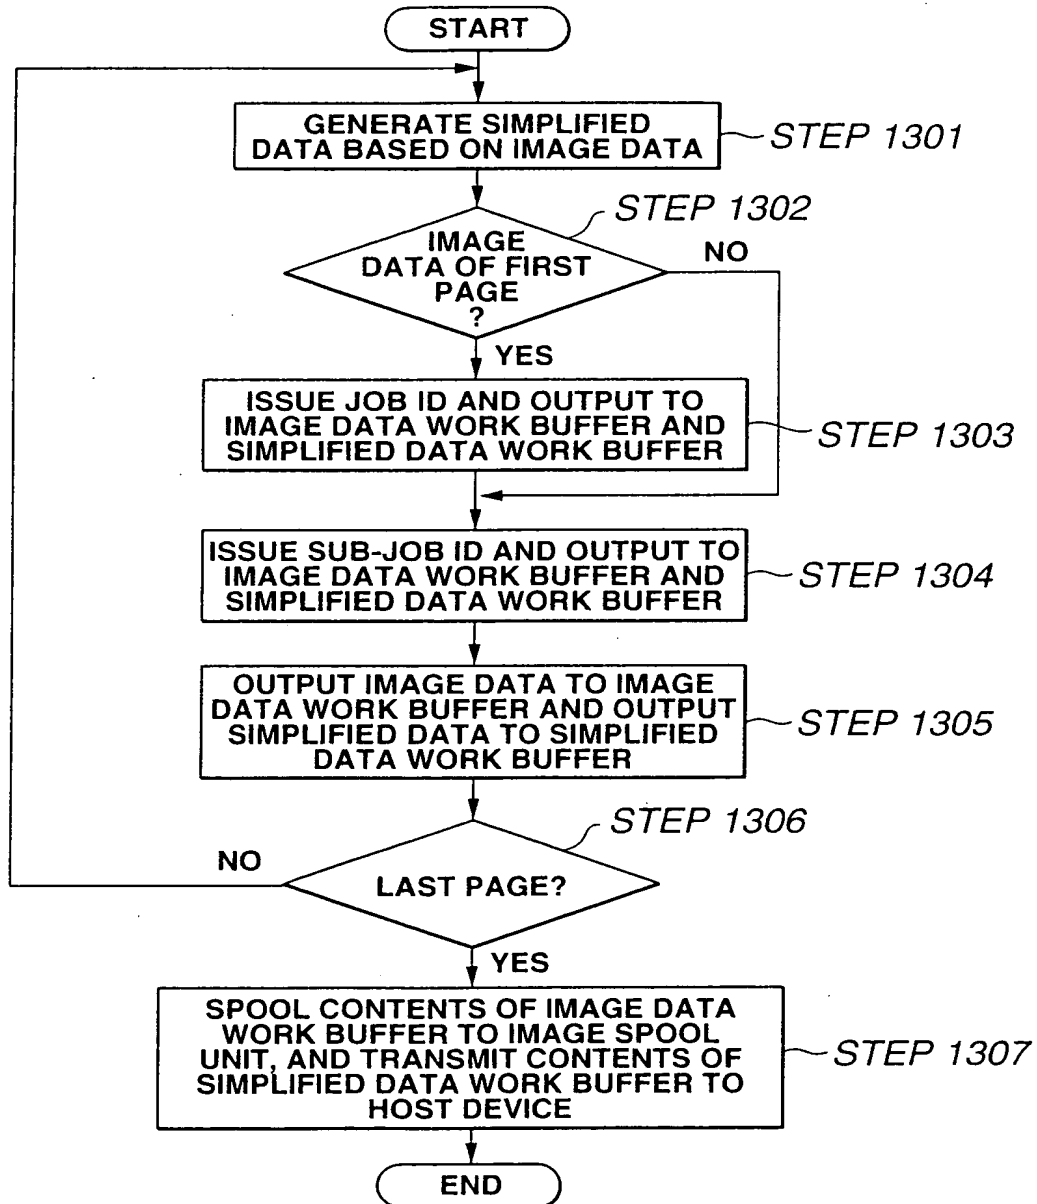 START
GENERATE SIMPLIFIED
DATA BASED ON IMAGE DATA
STEP 1301
STEP 1302
IMAGE
DATA OF FIRST
PAGE
?
NO
YES
ISSUE JOB ID AND OUTPUT TO
IMAGE DATA WORK BUFFER AND
SIMPLIFIED DATA WORK BUFFER
STEP 1303
ISSUE SUB-JOB ID AND OUTPUT TO
IMAGE DATA WORK BUFFER AND
SIMPLIFIED DATA WORK BUFFER
STEP 1304
OUTPUT IMAGE DATA TO IMAGE
DATA WORK BUFFER AND OUTPUT
SIMPLIFIED DATA TO SIMPLIFIED
DATA WORK BUFFER
STEP 1305
STEP 1306
NO
LAST PAGE?
YES
SPOOL CONTENTS OF IMAGE DATA
WORK BUFFER TO IMAGE SPOOL
UNIT, AND TRANSMIT CONTENTS OF
SIMPLIFIED DATA WORK BUFFER TO
HOST DEVICE
STEP 1307
END